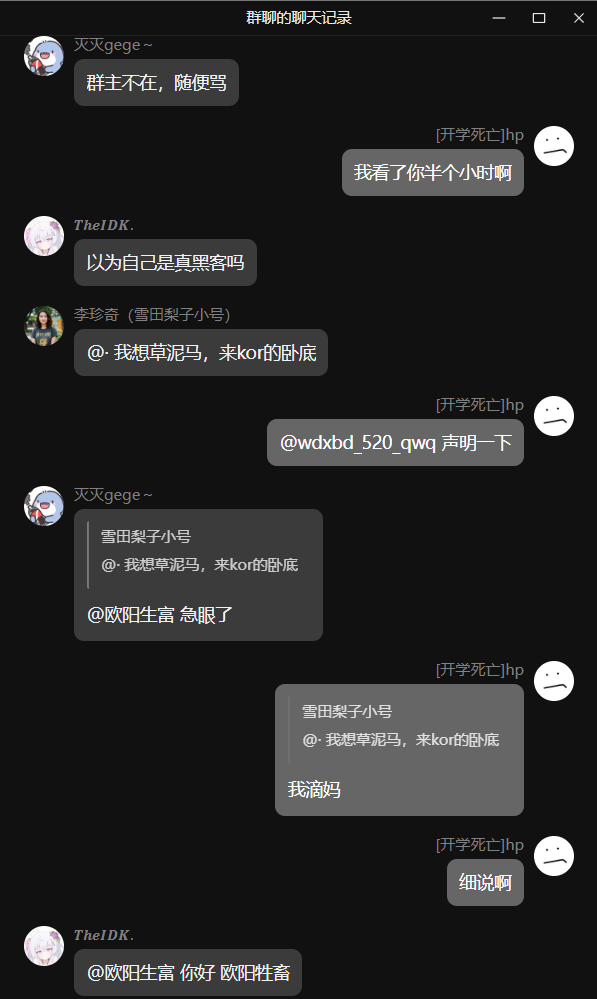 群聊的聊天记录
灭灭gege～
群主不在，随便骂
[开学死亡]hp
我看了你半个小时啊
TheIDK.
以为自己是真黑客吗
李珍奇（雪田梨子小号）
@· 我想草泥马，来kor的卧底
[开学死亡]hp
@wdxbd_520_qwq 声明一下
灭灭gege～
雪田梨子小号
@· 我想草泥马，来kor的卧底
@欧阳生富 急眼了
[开学死亡]hp
雪田梨子小号
@· 我想草泥马，来kor的卧底
我滴妈
[开学死亡]hp
细说啊
TheIDK.
@欧阳生富 你好 欧阳牲畜